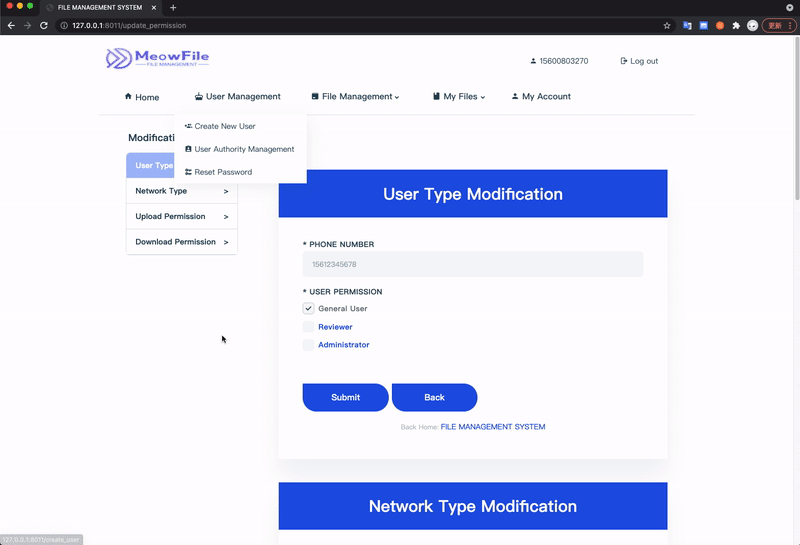 FILE MANAGEMENT SYSTEM
127.0.0.1:8011/update_permission
更新
MeowFile
FILE MANAGEMENT
15600803270
Log out
Home
User Management
File Management
My Files
My Account
Create New User
User Authority Management
Reset Password
Modificati
User Type
Network Type >
Upload Permission >
Download Permission >
User Type Modification
* PHONE NUMBER
15612345678
* USER PERMISSION
General User
Reviewer
Administrator
Submit
Back
Back Home: FILE MANAGEMENT SYSTEM
Network Type Modification
127.0.0.1:8011/create_user